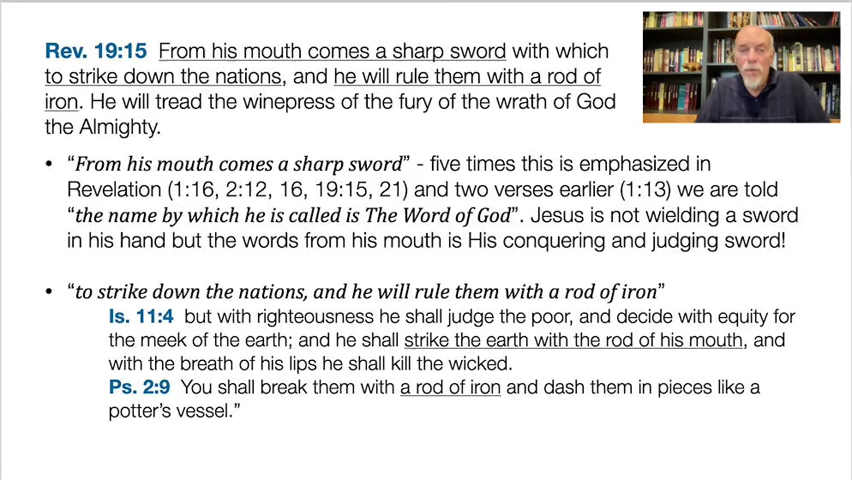 Rev. 19:15 From his mouth comes a sharp sword with which
to strike down the nations, and he will rule them with a rod of
iron. He will tread the winepress of the fury of the wrath of God
the Almighty.
• “From his mouth comes a sharp sword” - five times this is emphasized in
Revelation (1:16, 2:12, 16, 19:15, 21) and two verses earlier (1:13) we are told
“the name by which he is called is The Word of God”. Jesus is not wielding a sword
in his hand but the words from his mouth is His conquering and judging sword!
• “to strike down the nations, and he will rule them with a rod of iron”
Is. 11:4 but with righteousness he shall judge the poor, and decide with equity for
the meek of the earth; and he shall strike the earth with the rod of his mouth, and
with the breath of his lips he shall kill the wicked.
Ps. 2:9 You shall break them with a rod of iron and dash them in pieces like a
potter’s vessel.”